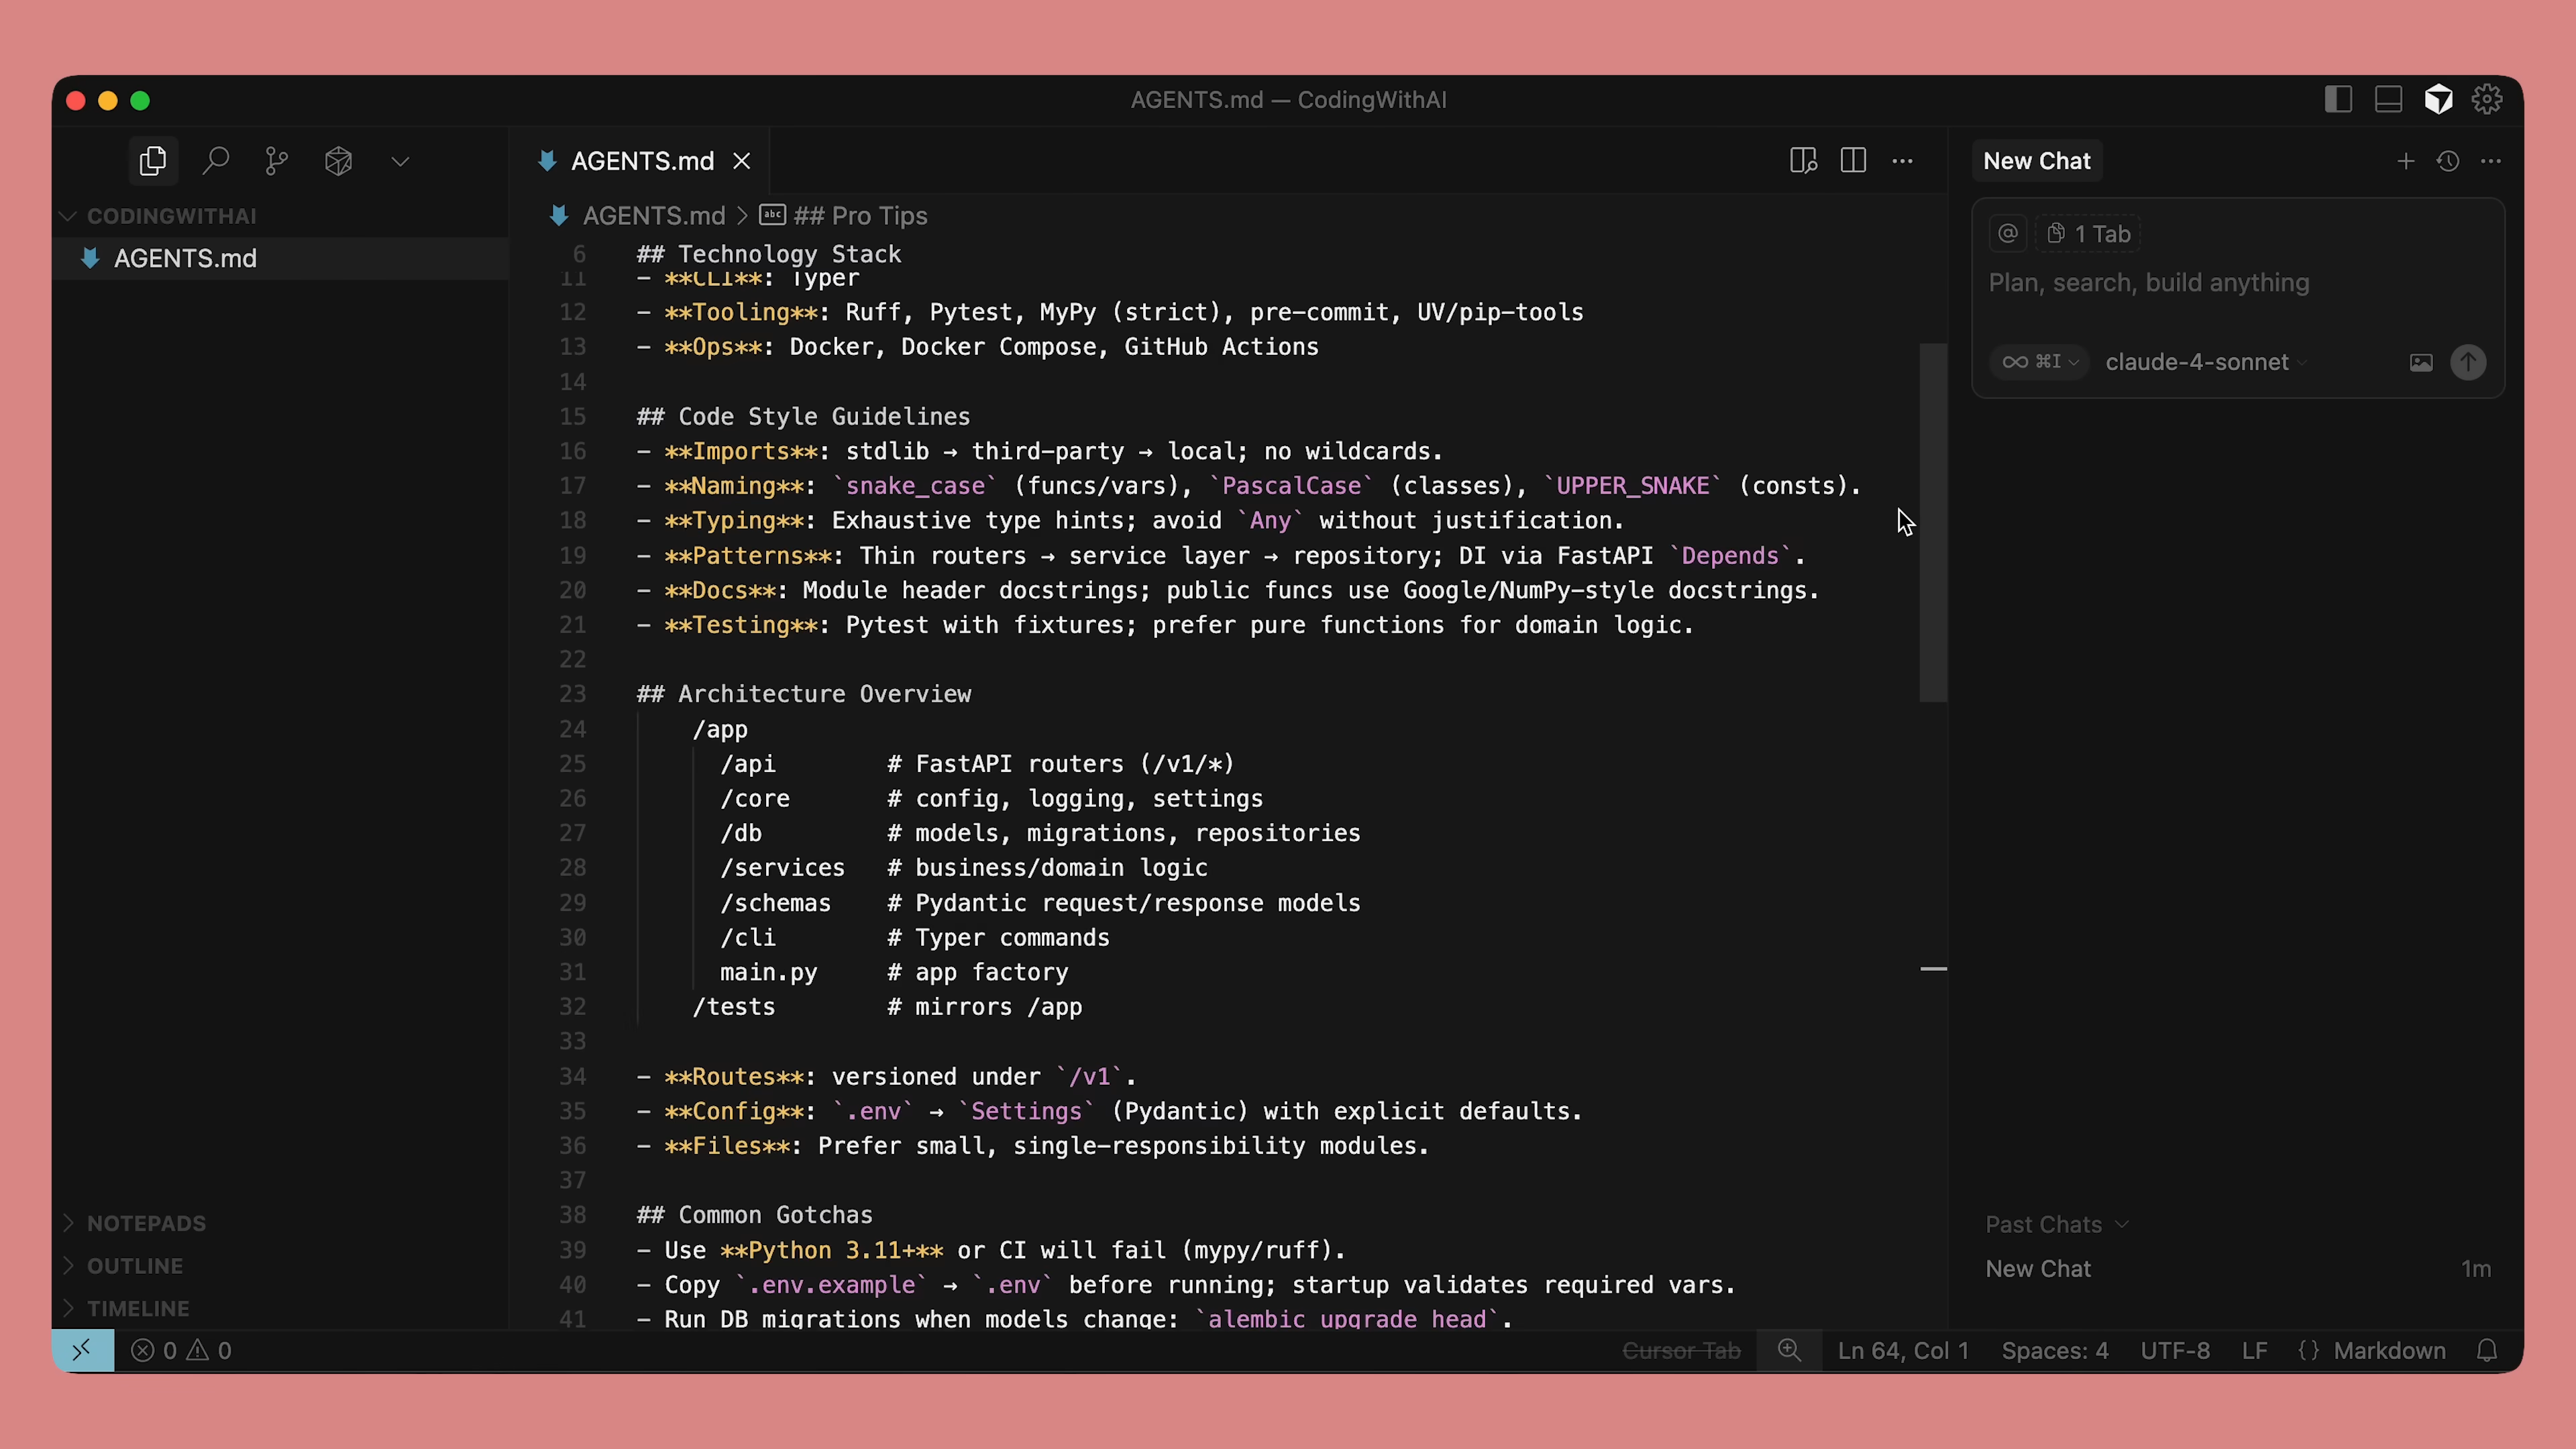 AGENTS.md — CodingWithAI
CODINGWITHAI
AGENTS.md
NOTEPADS
OUTLINE
TIMELINE
AGENTS.md
AGENTS.md > ## Pro Tips
6 ## Technology Stack
11 - **CLI**: Typer
12 - **Tooling**: Ruff, Pytest, MyPy (strict), pre-commit, UV/pip-tools
13 - **Ops**: Docker, Docker Compose, GitHub Actions
14
15 ## Code Style Guidelines
16 - **Imports**: stdlib → third-party → local; no wildcards.
17 - **Naming**: `snake_case` (funcs/vars), `PascalCase` (classes), `UPPER_SNAKE` (consts).
18 - **Typing**: Exhaustive type hints; avoid `Any` without justification.
19 - **Patterns**: Thin routers → service layer → repository; DI via FastAPI `Depends`.
20 - **Docs**: Module header docstrings; public funcs use Google/NumPy-style docstrings.
21 - **Testing**: Pytest with fixtures; prefer pure functions for domain logic.
22
23 ## Architecture Overview
24 /app
25 /api # FastAPI routers (/v1/*)
26 /core # config, logging, settings
27 /db # models, migrations, repositories
28 /services # business/domain logic
29 /schemas # Pydantic request/response models
30 /cli # Typer commands
31 main.py # app factory
32 /tests # mirrors /app
33
34 - **Routes**: versioned under `/v1`.
35 - **Config**: `.env` → `Settings` (Pydantic) with explicit defaults.
36 - **Files**: Prefer small, single-responsibility modules.
37
38 ## Common Gotchas
39 - Use **Python 3.11+** or CI will fail (mypy/ruff).
40 - Copy `.env.example` → `.env` before running; startup validates required vars.
41 - Run DB migrations when models change: `alembic upgrade head`.
New Chat
@ 1 Tab
Plan, search, build anything
∞ ⌘I claude-4-sonnet
Past Chats
New Chat 1m
0 0
Cursor Tab
Ln 64, Col 1
Spaces: 4
UTF-8
LF
{} Markdown